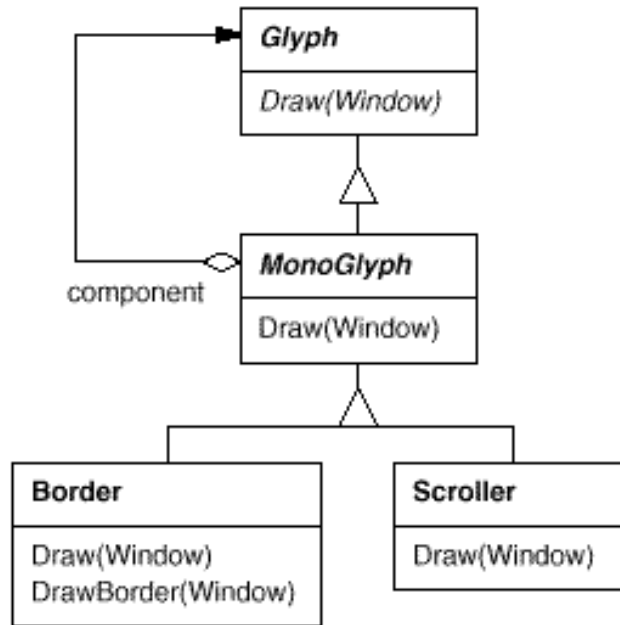 Glyph
Draw(Window)
MonoGlyph
component
Draw(Window)
Border
Draw(Window)
DrawBorder(Window)
Scroller
Draw(Window)